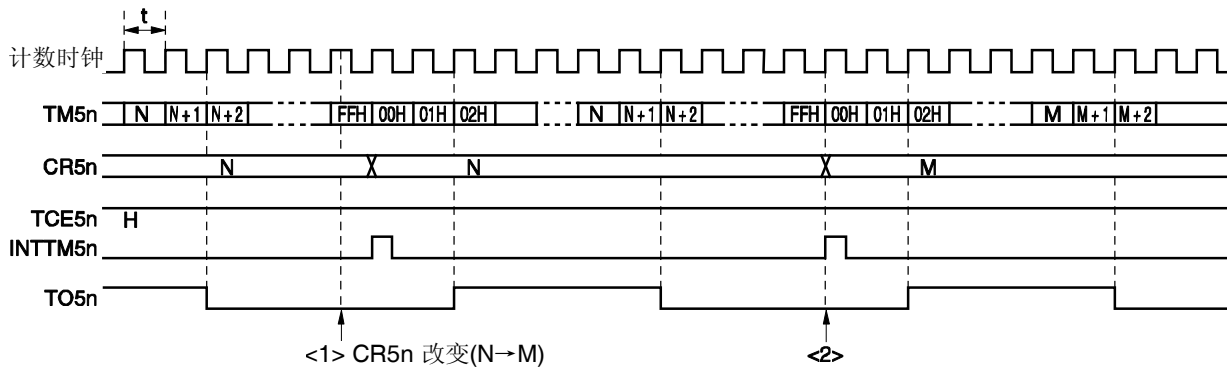 t
计数时钟
TM5n N N+1 N+2 FFH 00H 01H 02H N N+1 N+2 FFH 00H 01H 02H M M+1 M+2
CR5n N N M
TCE5n H
INTTM5n
TO5n
<1> CR5n 改变(N→M) <2>